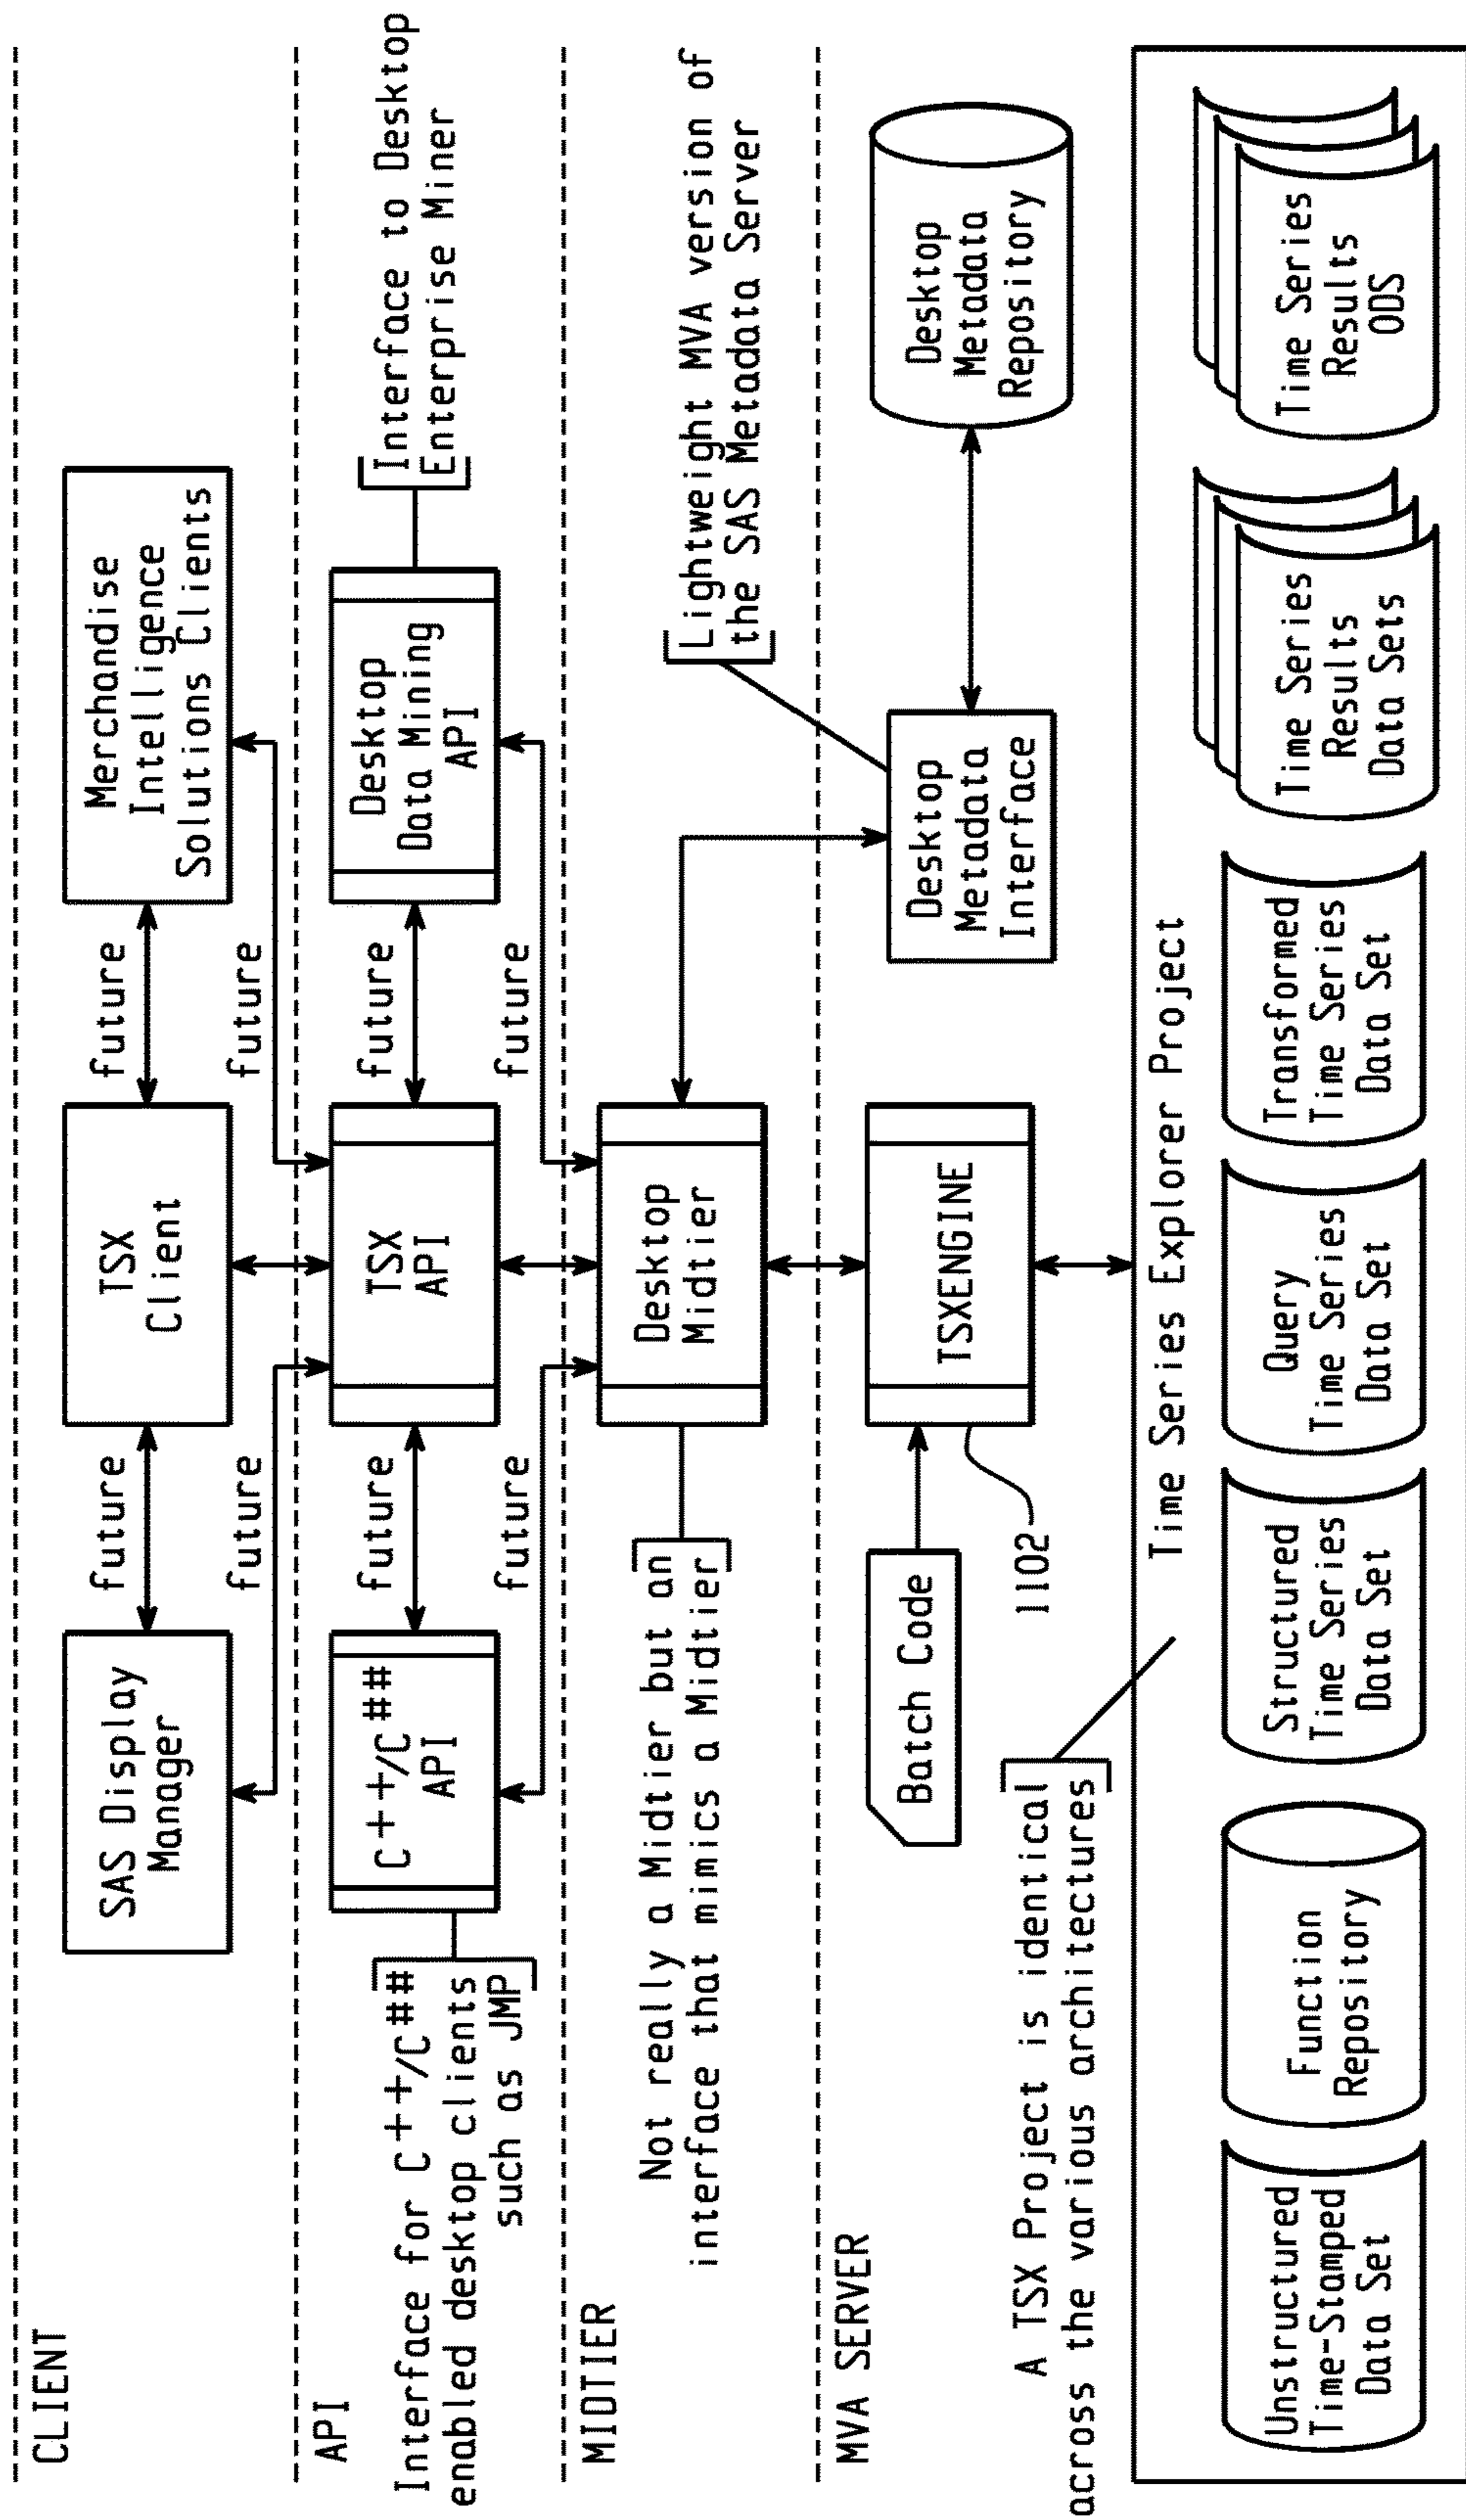 CLIENT
SAS Display
Manager
future
TSX
Client
future
Merchandise
Intelligence
Solutions Clients
future
future
API
Interface for C++/C##
enabled desktop clients
such as JMP
C++/C##
API
future
TSX
API
future
Desktop
Data Mining
API
Interface to Desktop
Enterprise Miner
future
future
MIDTIER
Not really a Midtier but an
interface that mimics a Midtier
Desktop
Midtier
Lightweight MVA version of
the SAS Metadata Server
MVA SERVER
Batch Code
TSXENGINE
1102
Desktop
Metadata
Interface
Desktop
Metadata
Repository
A TSX Project is identical
across the various architectures
Time Series Explorer Project
Unstructured
Time-Stamped
Data Set
Function
Repository
Structured
Time Series
Data Set
Query
Time Series
Data Set
Transformed
Time Series
Data Set
Time Series
Results
Data Sets
Time Series
Results
ODS